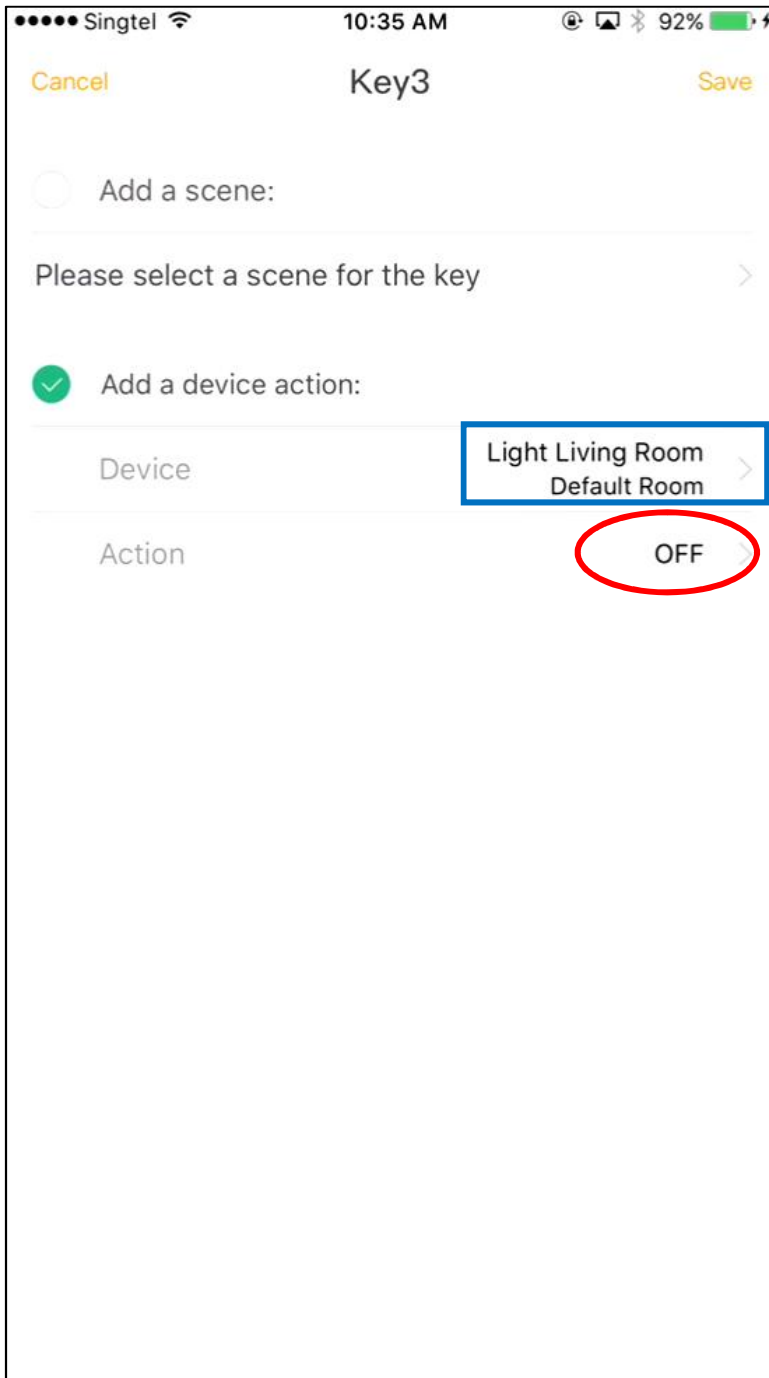 Singtel 10:35 AM 92%
Cancel Key3 Save
Add a scene:
Please select a scene for the key
Add a device action:
Device Light Living Room
Default Room
Action OFF